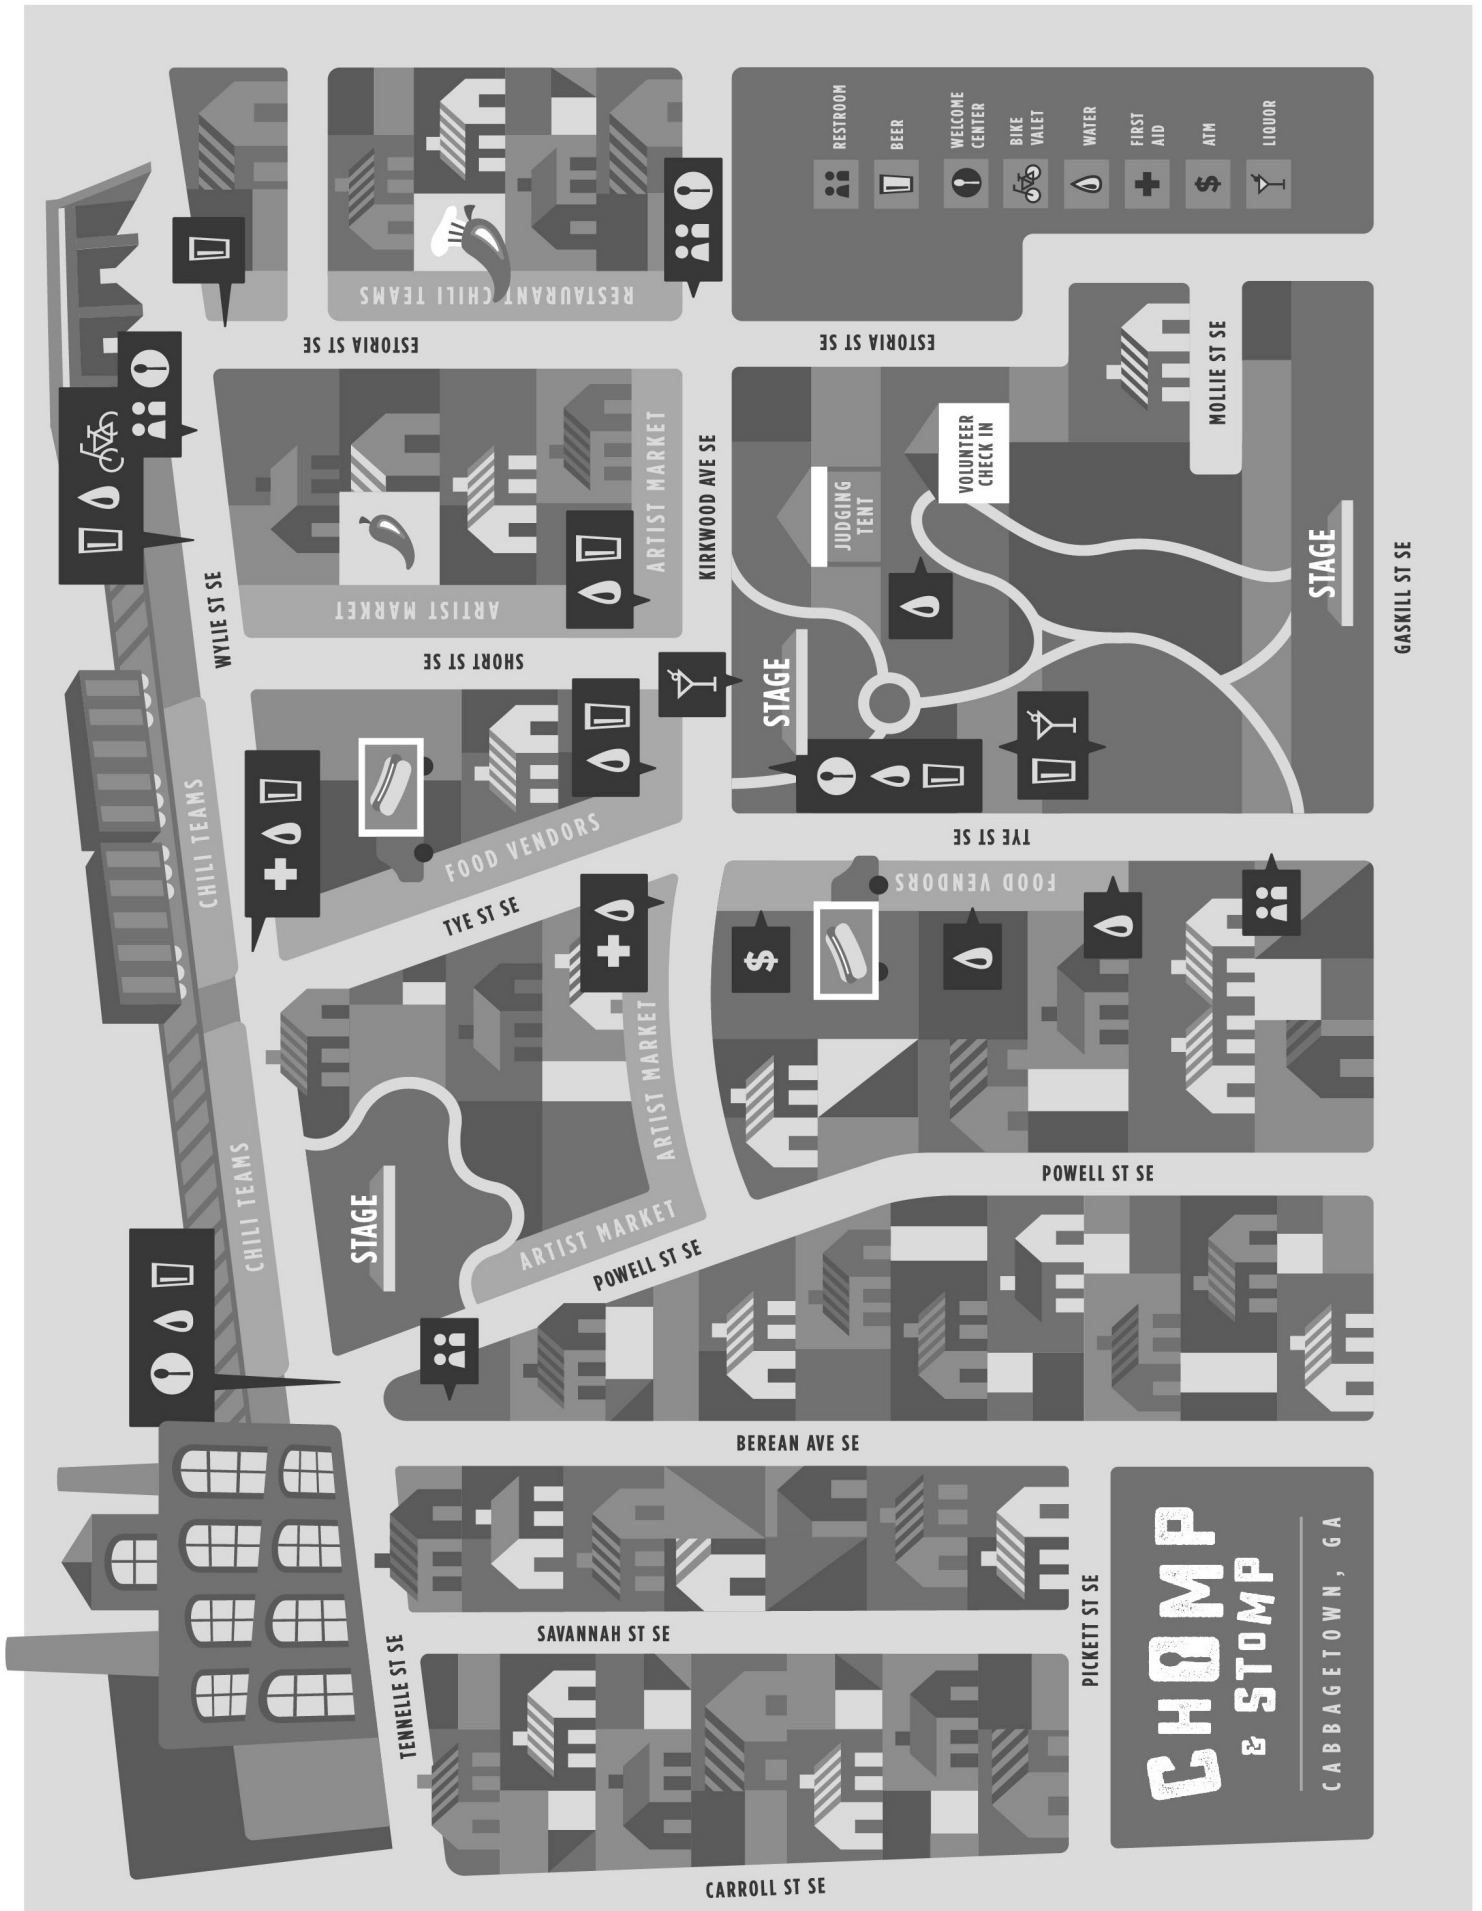 CHOMP
& STOMP
CABBAGETOWN, GA
RESTROOM
BEER
WELCOME
CENTER
BIKE
VALET
WATER
FIRST
AID
$
ATM
LIQUOR
WYLIE ST SE
TENNELLE ST SE
CHILI TEAMS
CHILI TEAMS
ESTORIA ST SE
ESTORIA ST SE
RESTAURANT CHILI TEAMS
ARTIST MARKET
ARTIST MARKET
SHORT ST SE
KIRKWOOD AVE SE
FOOD VENDORS
TYE ST SE
TYE ST SE
FOOD VENDORS
$
STAGE
ARTIST MARKET
ARTIST MARKET
ARTIST MARKET
POWELL ST SE
POWELL ST SE
STAGE
JUDGING
TENT
VOLUNTEER
CHECK IN
MOLLIE ST SE
STAGE
GASKILL ST SE
BEREAN AVE SE
SAVANNAH ST SE
PICKETT ST SE
CARROLL ST SE